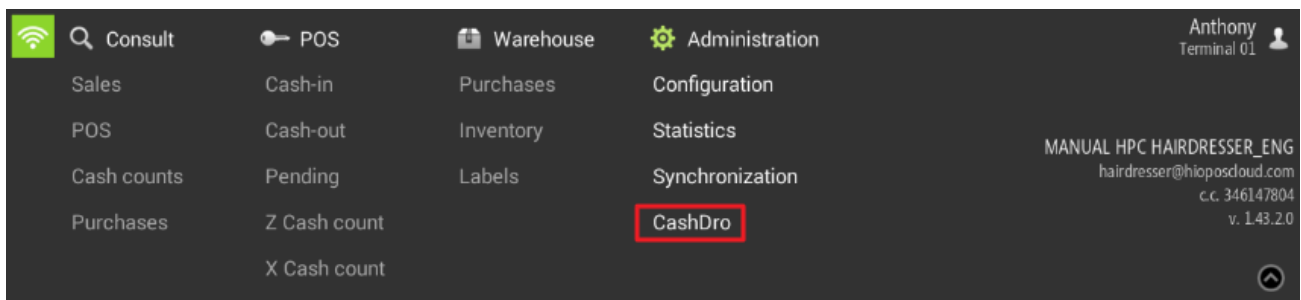 Consult
Sales
POS
Cash counts
Purchases
POS
Cash-in
Cash-out
Pending
Z Cash count
X Cash count
Warehouse
Purchases
Inventory
Labels
Administration
Configuration
Statistics
Synchronization
CashDro
Anthony
Terminal 01
MANUAL HPC HAIRDRESSER_ENG
hairdresser@hioposcloud.com
c.c. 346147804
v. 1.43.2.0